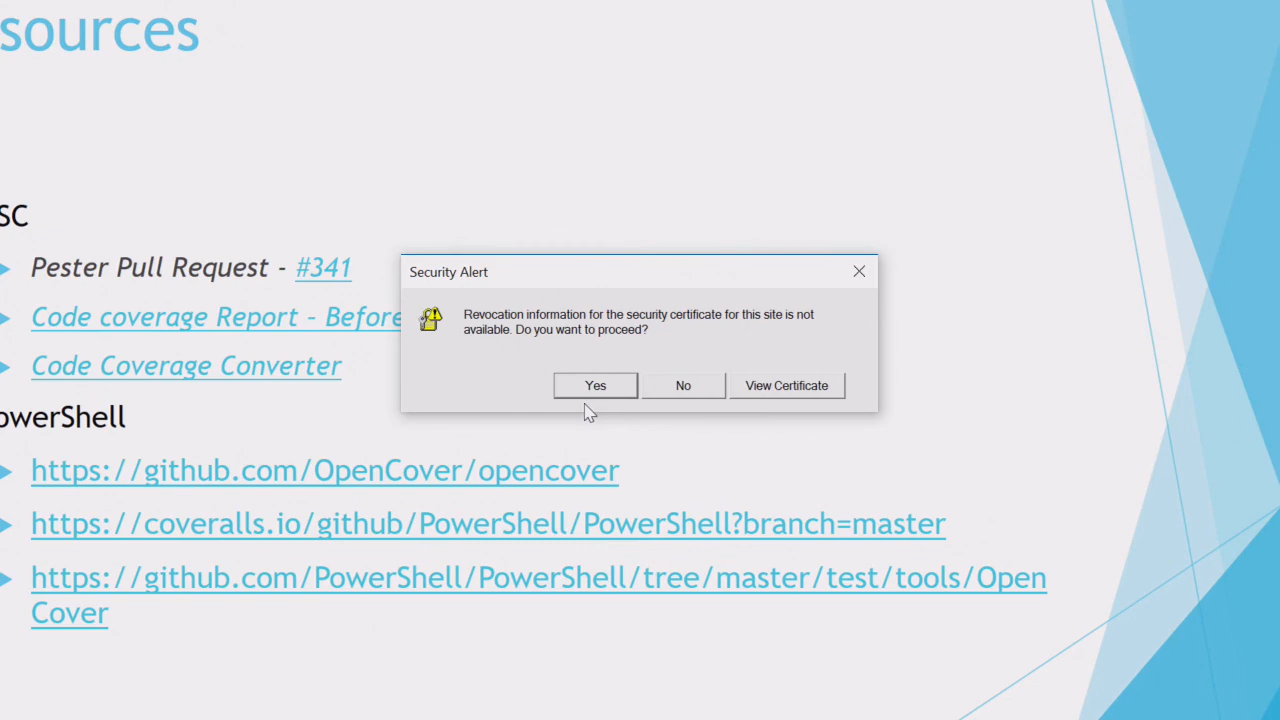 sources
SC
Pester Pull Request - #341
Code coverage Report – Before
Code Coverage Converter
owerShell
https://github.com/OpenCover/opencover
https://coveralls.io/github/PowerShell/PowerShell?branch=master
https://github.com/PowerShell/PowerShell/tree/master/test/tools/Open
Cover
Security Alert
Revocation information for the security certificate for this site is not
available. Do you want to proceed?
Yes No View Certificate